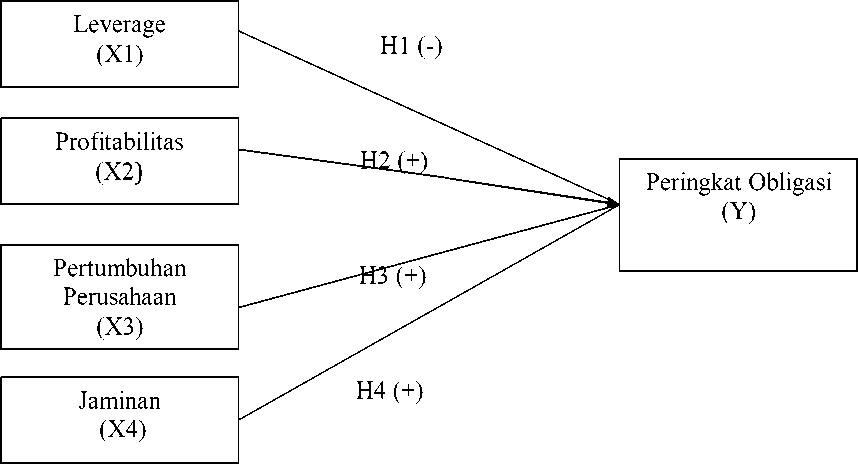 Leverage
(X1)
H1 (-)
Profitabilitas
(X2)
H2 (+)
Peringkat Obligasi
(Y)
Pertumbuhan
Perusahaan
(X3)
H3 (+)
Jaminan
(X4)
H4 (+)